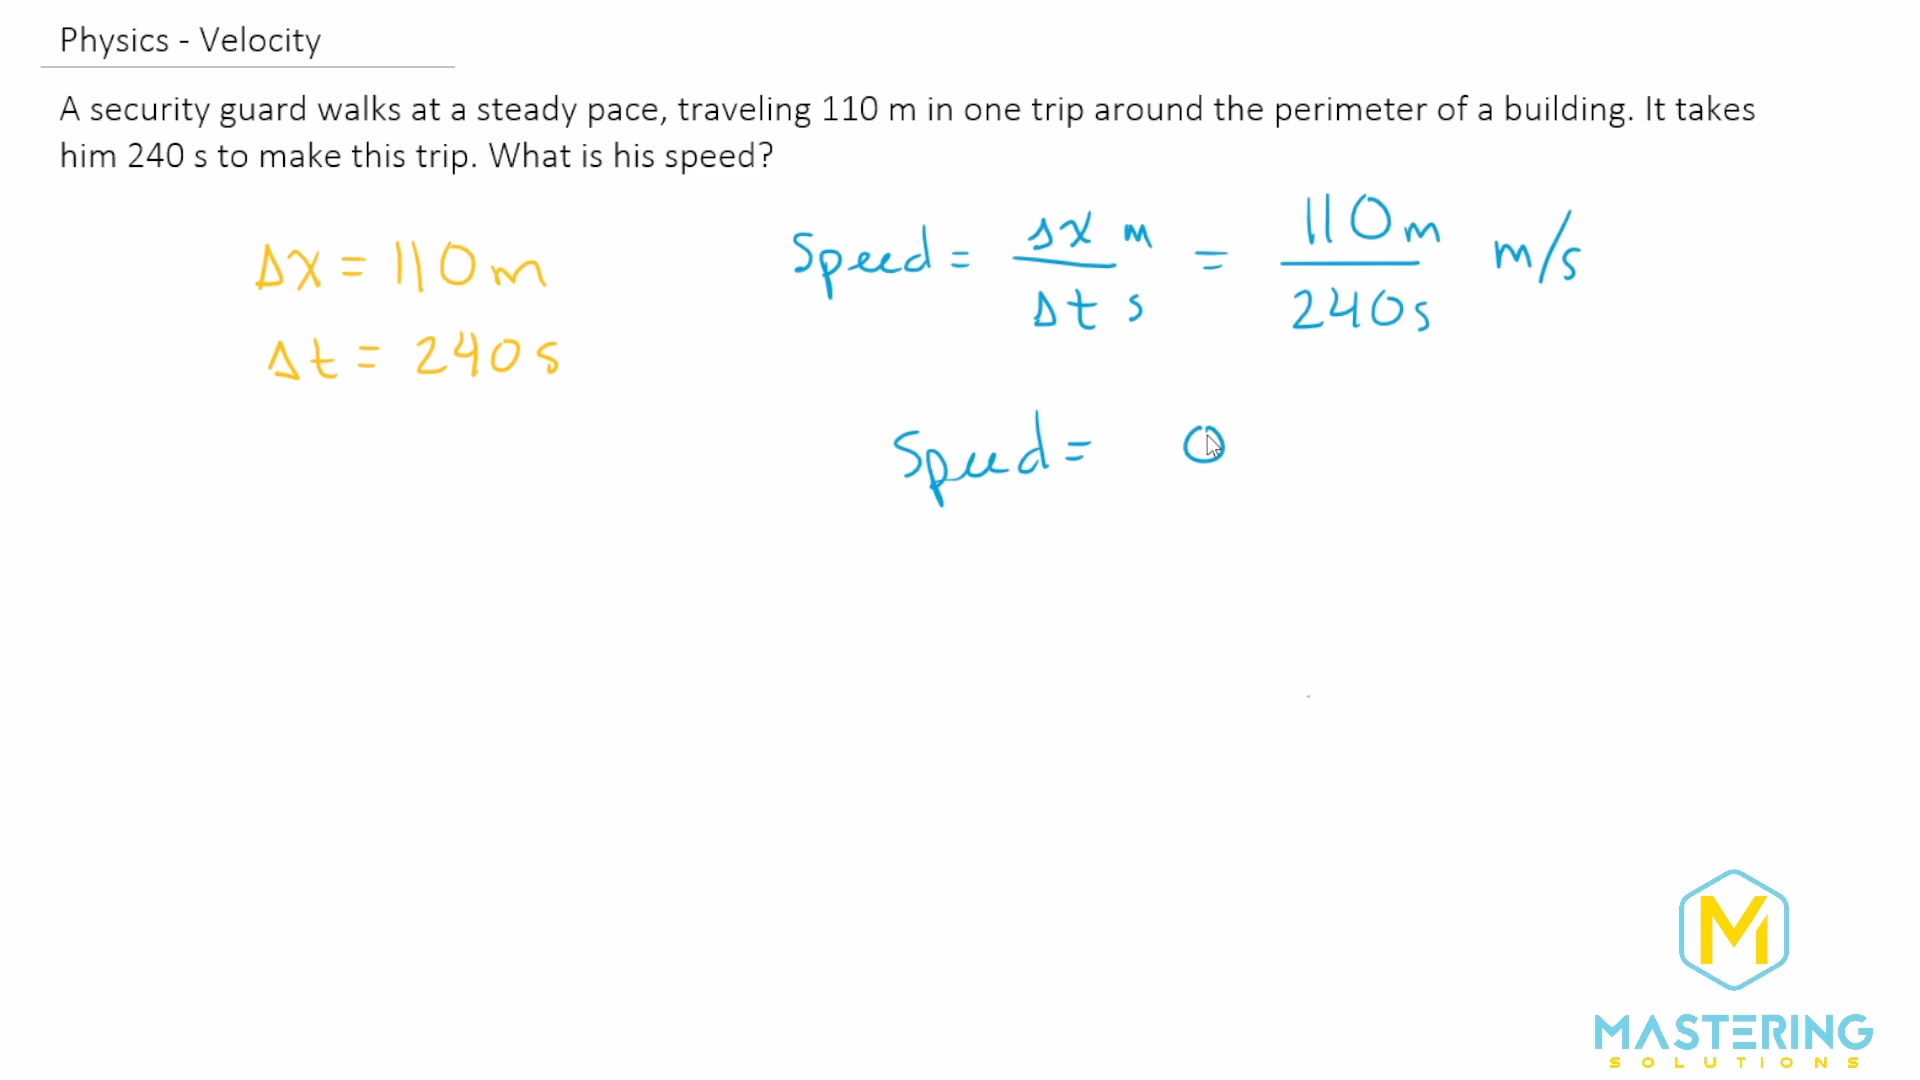 Physics - Velocity
A security guard walks at a steady pace, traveling 110 m in one trip around the perimeter of a building. It takes
him 240 s to make this trip. What is his speed?
Δx = 110 m
Δt = 240 s
Speed = Δx m / Δt s = 110 m / 240 s m/s
Speed = 0
M
MASTERING
SOLUTIONS